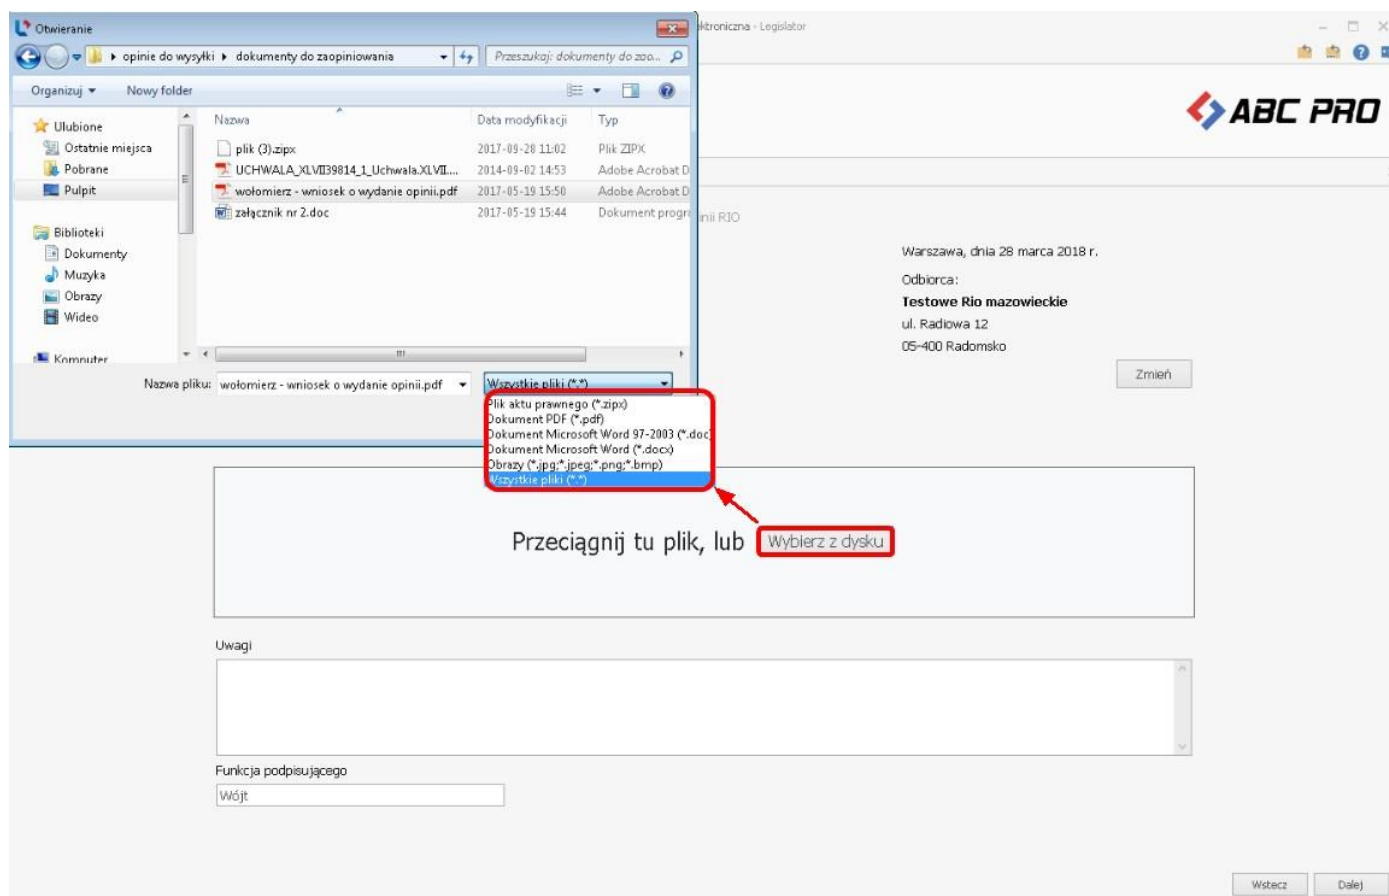 Otwieranie
ktroniczna - Legislator
opinie do wysyłki ▸ dokumenty do zaopiniowania
Przeszukaj: dokumenty do zao...
Organizuj
Nowy folder
ABC PRO
Ulubione
Ostatnie miejsca
Pobrane
Pulpit
Biblioteki
Dokumenty
Muzyka
Obrazy
Wideo
Komputer
Nazwa Data modyfikacji Typ
plik (3).zipx 2017-09-28 11:02 Plik ZIPX
UCHWALA_XLVII39814_1_Uchwala.XLVII.... 2014-09-02 14:53 Adobe Acrobat D
wołomierz - wniosek o wydanie opinii.pdf 2017-05-19 15:50 Adobe Acrobat D
załącznik nr 2.doc 2017-05-19 15:44 Dokument progr
inii RIO
Warszawa, dnia 28 marca 2018 r.
Odbiorca:
Testowe Rio mazowieckie
ul. Radiowa 12
05-400 Radomsko
Zmień
Nazwa pliku: wołomierz - wniosek o wydanie opinii.pdf
Wszystkie pliki (*.*)
Plik aktu prawnego (*.zipx)
Dokument PDF (*.pdf)
Dokument Microsoft Word 97-2003 (*.doc)
Dokument Microsoft Word (*.docx)
Obrazy (*.jpg;*.jpeg;*.png;*.bmp)
Wszystkie pliki (*.*)
Przeciągnij tu plik, lub Wybierz z dysku
Uwagi
Funkcja podpisującego
Wójt
Wstecz
Dalej